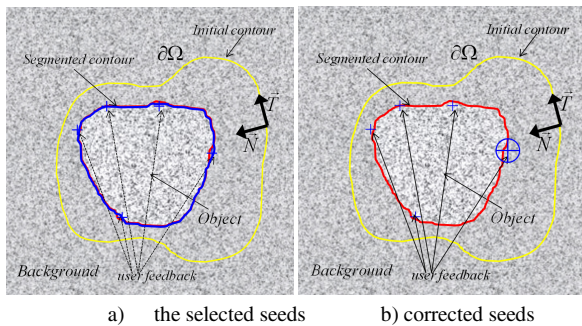 Initial contour
Segmented contour
∂Ω
T⃗
N⃗
Object
Background
user feedback
a) the selected seeds
Initial contour
Segmented contour
∂Ω
T⃗
N⃗
Object
Background
user feedback
b) corrected seeds